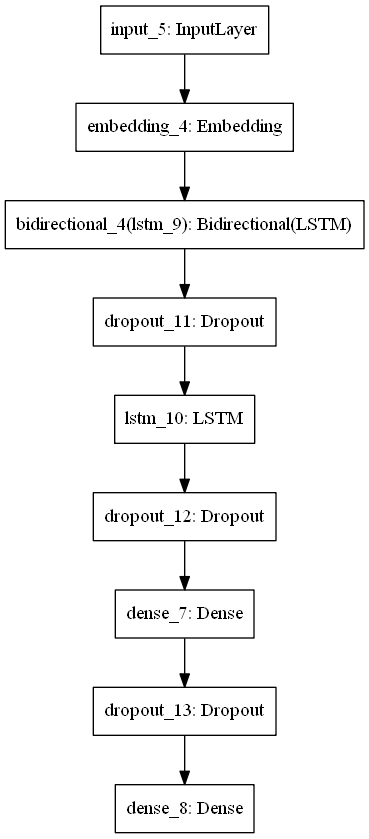 input_5: InputLayer
embedding_4: Embedding
bidirectional_4(lstm_9): Bidirectional(LSTM)
dropout_11: Dropout
lstm_10: LSTM
dropout_12: Dropout
dense_7: Dense
dropout_13: Dropout
dense_8: Dense